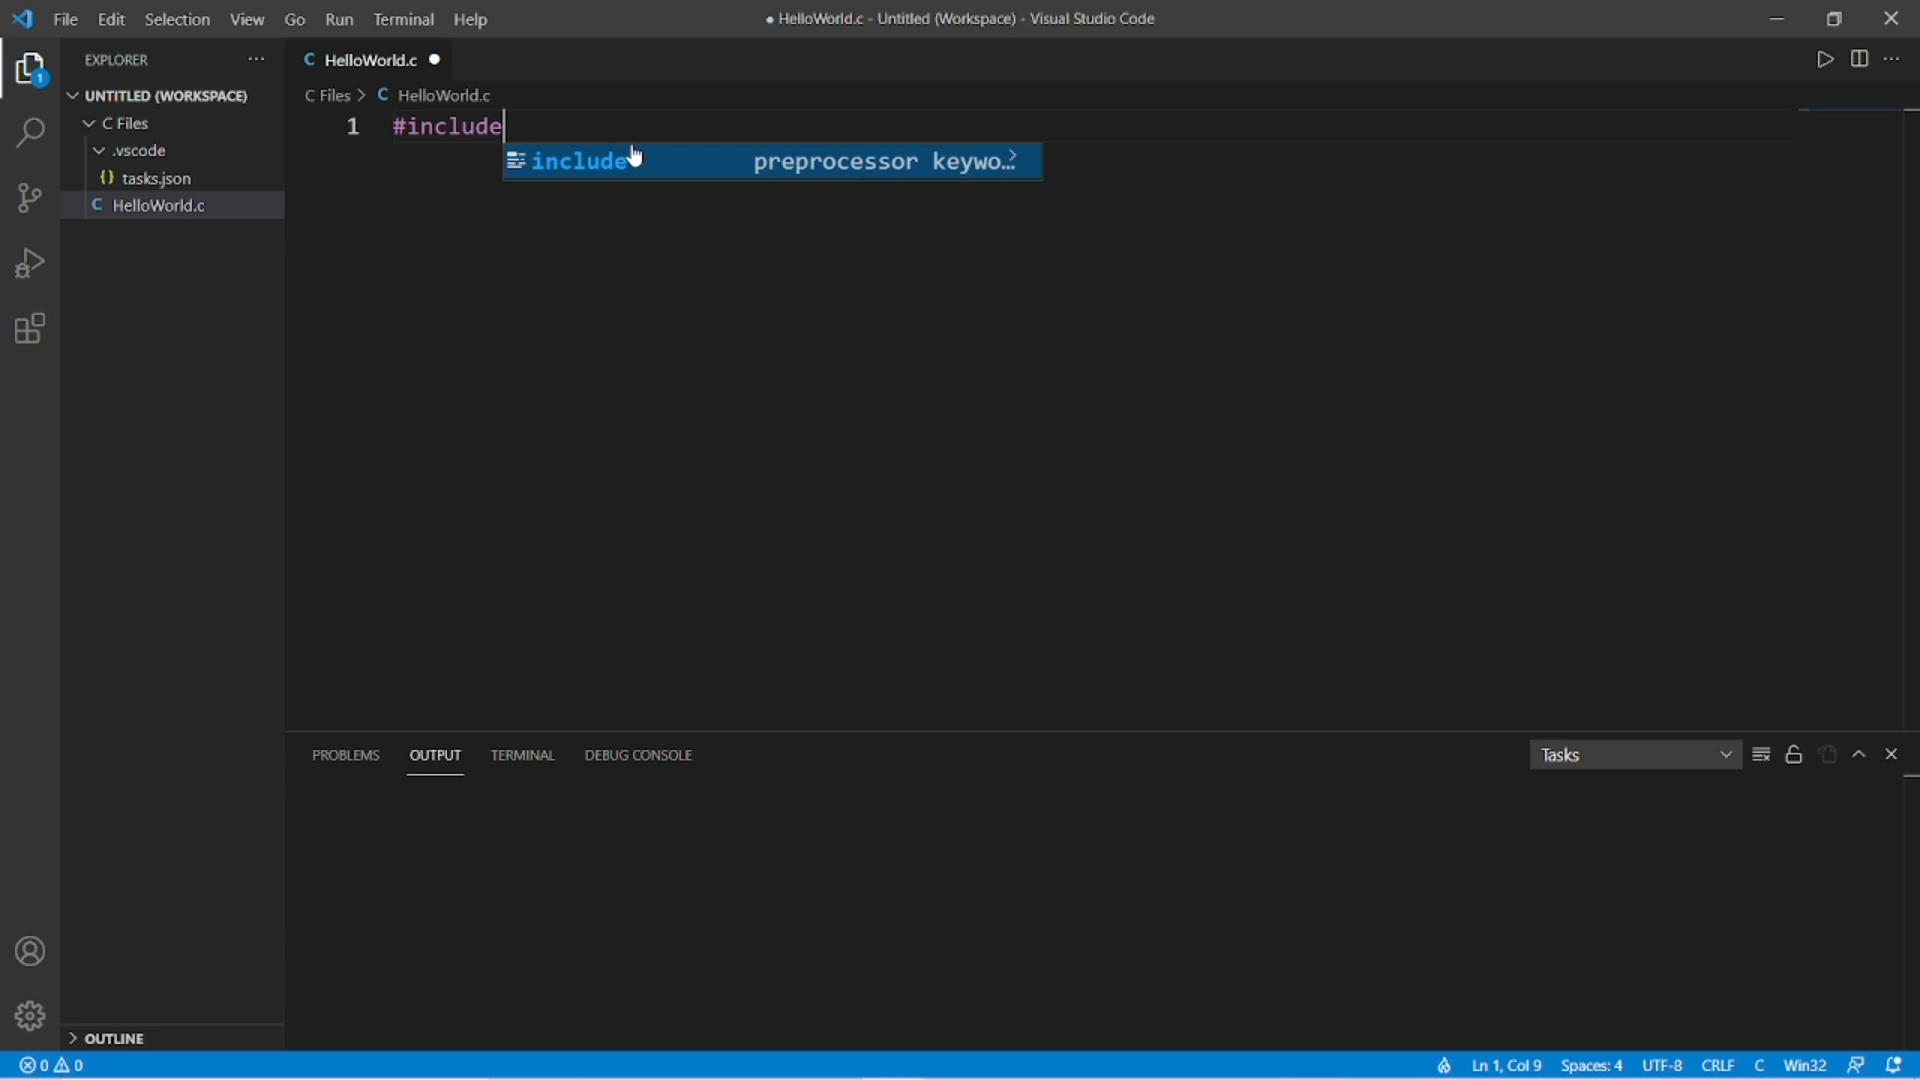 File Edit Selection View Go Run Terminal Help
● HelloWorld.c - Untitled (Workspace) - Visual Studio Code
EXPLORER ···
1
UNTITLED (WORKSPACE)
C Files
.vscode
{} tasks.json
C HelloWorld.c
C HelloWorld.c ●
C Files > C HelloWorld.c
1 #include
include preprocessor keywo…
PROBLEMS OUTPUT TERMINAL DEBUG CONSOLE
Tasks
OUTLINE
0 0
Ln 1, Col 9 Spaces: 4 UTF-8 CRLF C Win32